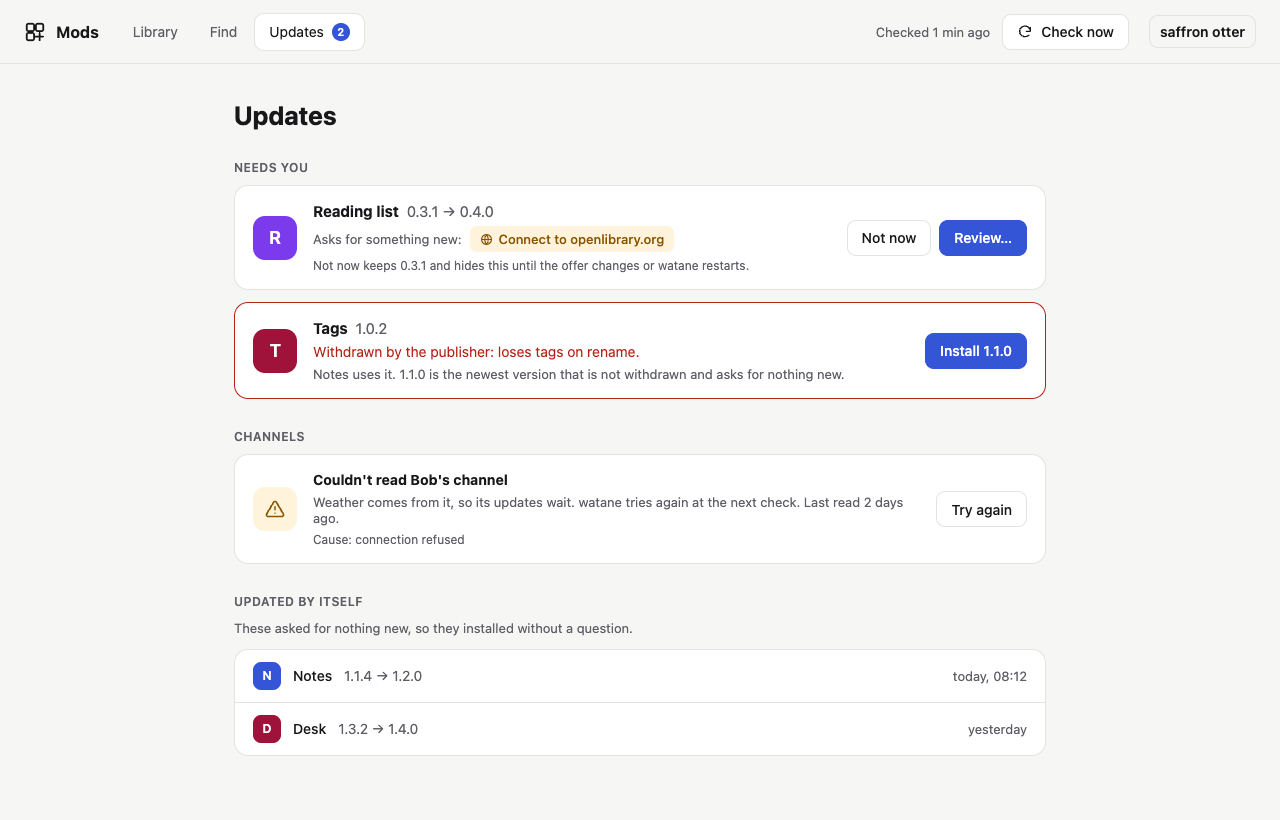 Mods
Library
Find
Updates 2
Checked 1 min ago
Check now
saffron otter
Updates
NEEDS YOU
R
Reading list 0.3.1 → 0.4.0
Asks for something new: Connect to openlibrary.org
Not now keeps 0.3.1 and hides this until the offer changes or watane restarts.
Not now
Review...
T
Tags 1.0.2
Withdrawn by the publisher: loses tags on rename.
Notes uses it. 1.1.0 is the newest version that is not withdrawn and asks for nothing new.
Install 1.1.0
CHANNELS
Couldn't read Bob's channel
Weather comes from it, so its updates wait. watane tries again at the next check. Last read 2 days
ago.
Cause: connection refused
Try again
UPDATED BY ITSELF
These asked for nothing new, so they installed without a question.
N Notes 1.1.4 → 1.2.0 today, 08:12
D Desk 1.3.2 → 1.4.0 yesterday